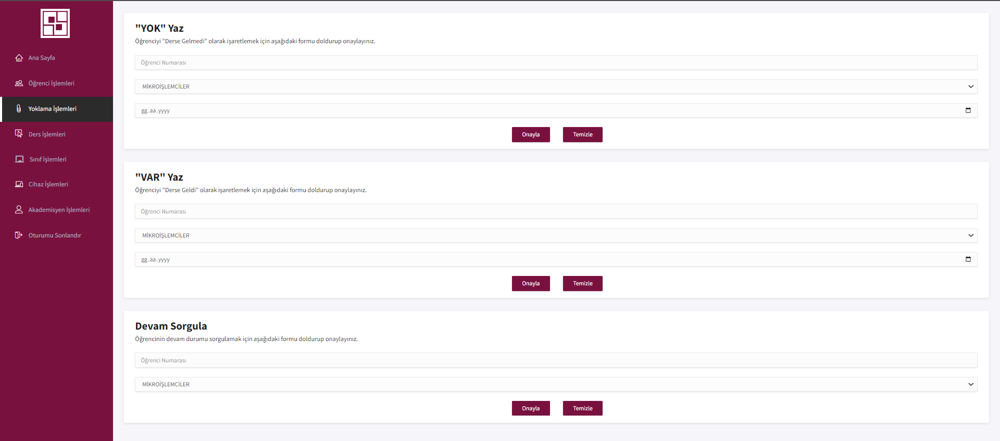 Ana Sayfa
Öğrenci İşlemleri
Yoklama İşlemleri
Ders İşlemleri
Sınıf İşlemleri
Cihaz İşlemleri
Akademisyen İşlemleri
Oturumu Sonlandır
"YOK" Yaz
Öğrenciyi "Derse Gelmedi" olarak işaretlemek için aşağıdaki formu doldurup onaylayınız.
Öğrenci Numarası
MİKROİŞLEMCİLER
gg.aa.yyyy
Onayla Temizle
"VAR" Yaz
Öğrenciyi "Derse Geldi" olarak işaretlemek için aşağıdaki formu doldurup onaylayınız.
Öğrenci Numarası
MİKROİŞLEMCİLER
gg.aa.yyyy
Onayla Temizle
Devam Sorgula
Öğrencinin devam durumu sorgulamak için aşağıdaki formu doldurup onaylayınız.
Öğrenci Numarası
MİKROİŞLEMCİLER
Onayla Temizle